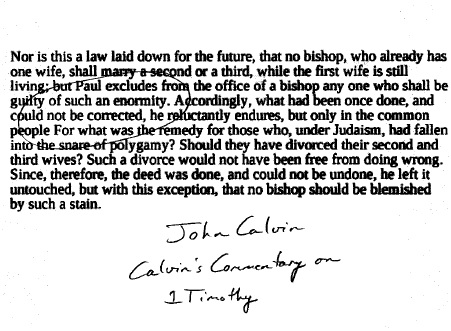 Nor is this a law laid down for the future, that no bishop, who already has
one wife, shall marry a second or a third, while the first wife is still
living; but Paul excludes from the office of a bishop any one who shall be
guilty of such an enormity. Accordingly, what had been once done, and
could not be corrected, he reluctantly endures, but only in the common
people For what was the remedy for those who, under Judaism, had fallen
into the snare of polygamy? Should they have divorced their second and
third wives? Such a divorce would not have been free from doing wrong.
Since, therefore, the deed was done, and could not be undone, he left it
untouched, but with this exception, that no bishop should be blemished
by such a stain.
John Calvin
Calvin's Commentary on
1 Timothy